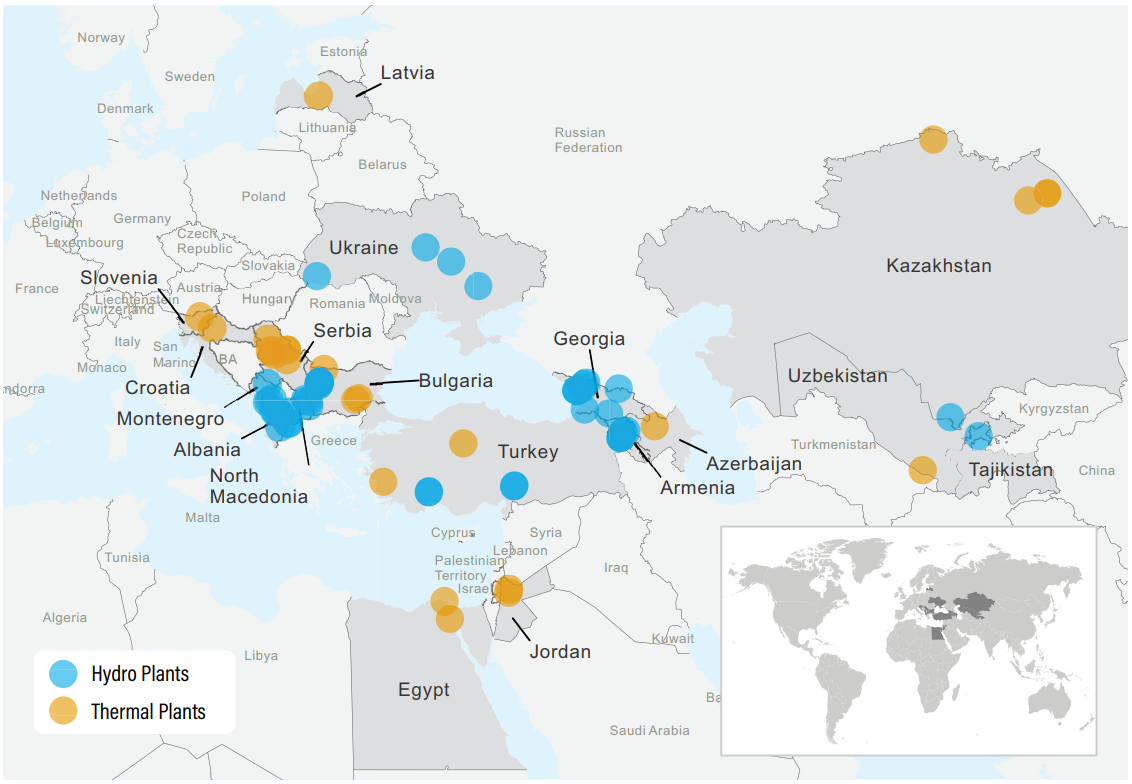 Norway
Sweden
Estonia
Latvia
Denmark
Lithuania
Russian
Federation
Belarus
Netherlands
Poland
Belgium
Germany
Luxembourg
Czech
Republic
Ukraine
Slovakia
Kazakhstan
Slovenia
France
Austria
Liechtenstein
Switzerland
Hungary
Romania
Moldova
Serbia
Georgia
Italy
San
Marino
BA
Monaco
Uzbekistan
ndorra
Croatia
Bulgaria
Montenegro
Kyrgyzstan
Albania
Greece
Turkey
Turkmenistan
Azerbaijan
Tajikistan
China
North
Macedonia
Armenia
Malta
Cyprus
Syria
Lebanon
Tunisia
Palestinian
Territory
Israel
Iraq
Algeria
Jordan
Kuwait
Libya
Hydro Plants
Egypt
Ba
Thermal Plants
Saudi Arabia